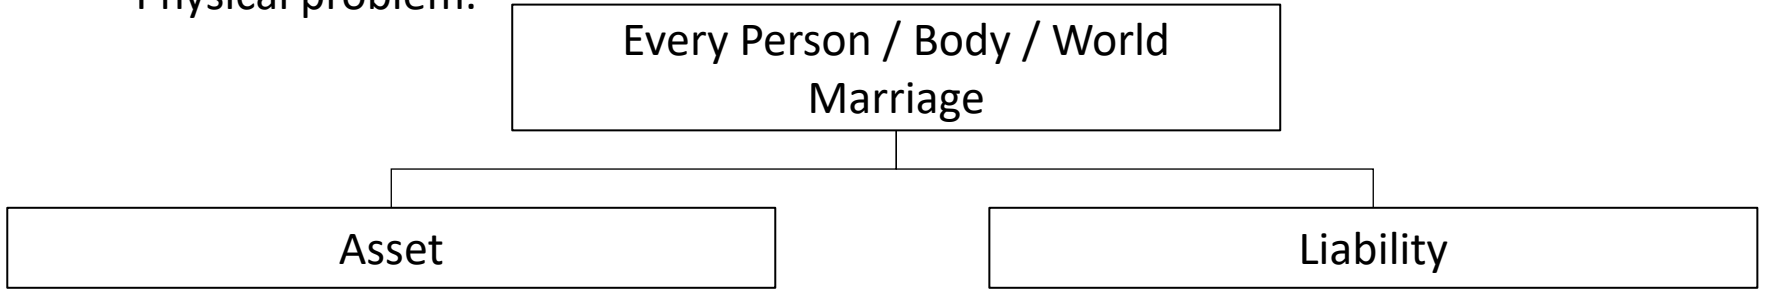 Physical problem.
Every Person / Body / World
Marriage
Asset
Liability